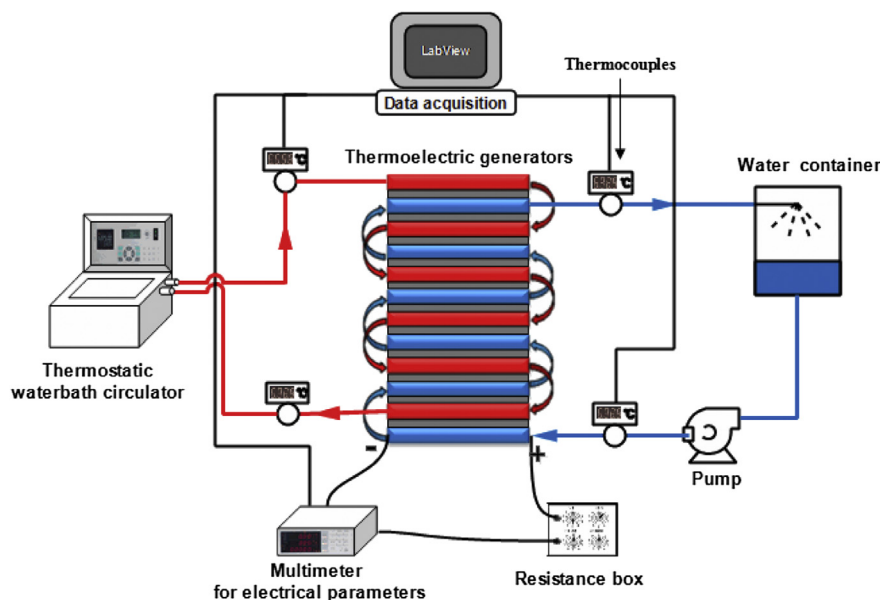 LabView
Thermocouples
Data acquisition
°C
°C
Thermoelectric generators
Water container
Thermostatic
waterbath circulator
°C
°C
-
+
Pump
Multimeter
for electrical parameters
Resistance box